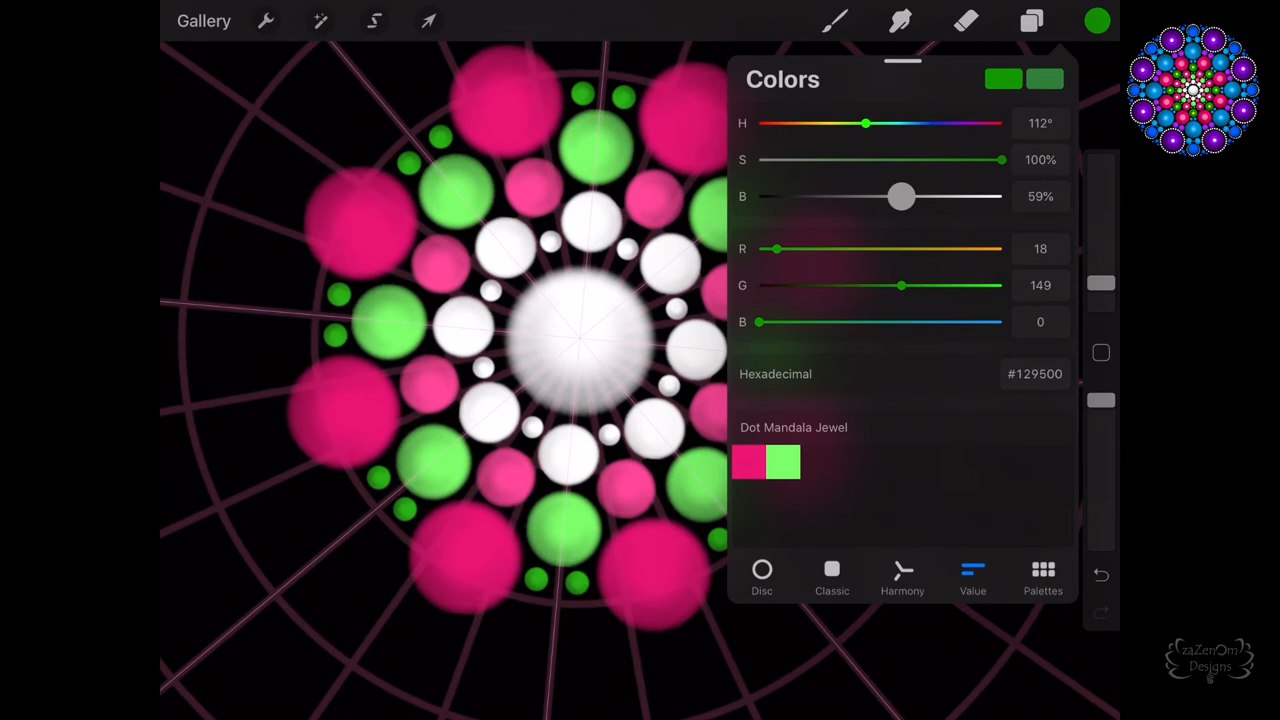 Gallery
Colors
H 112°
S 100%
B 59%
R 18
G 149
B 0
Hexadecimal #129500
Dot Mandala Jewel
Disc Classic Harmony Value Palettes
zaZenOm
Designs